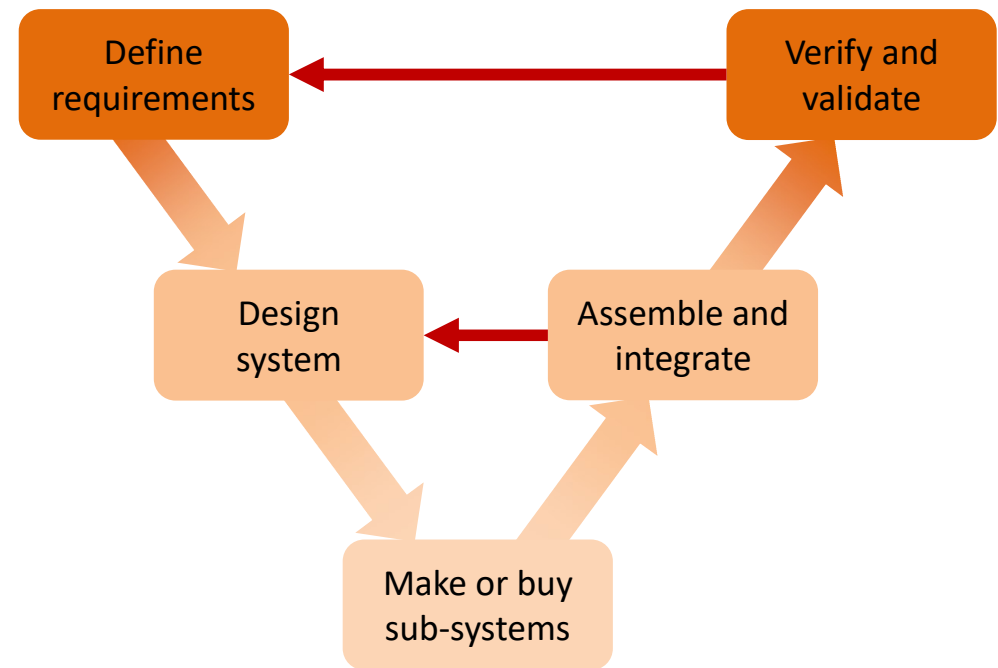 Define
requirements
Verify and
validate
Design
system
Assemble and
integrate
Make or buy
sub-systems